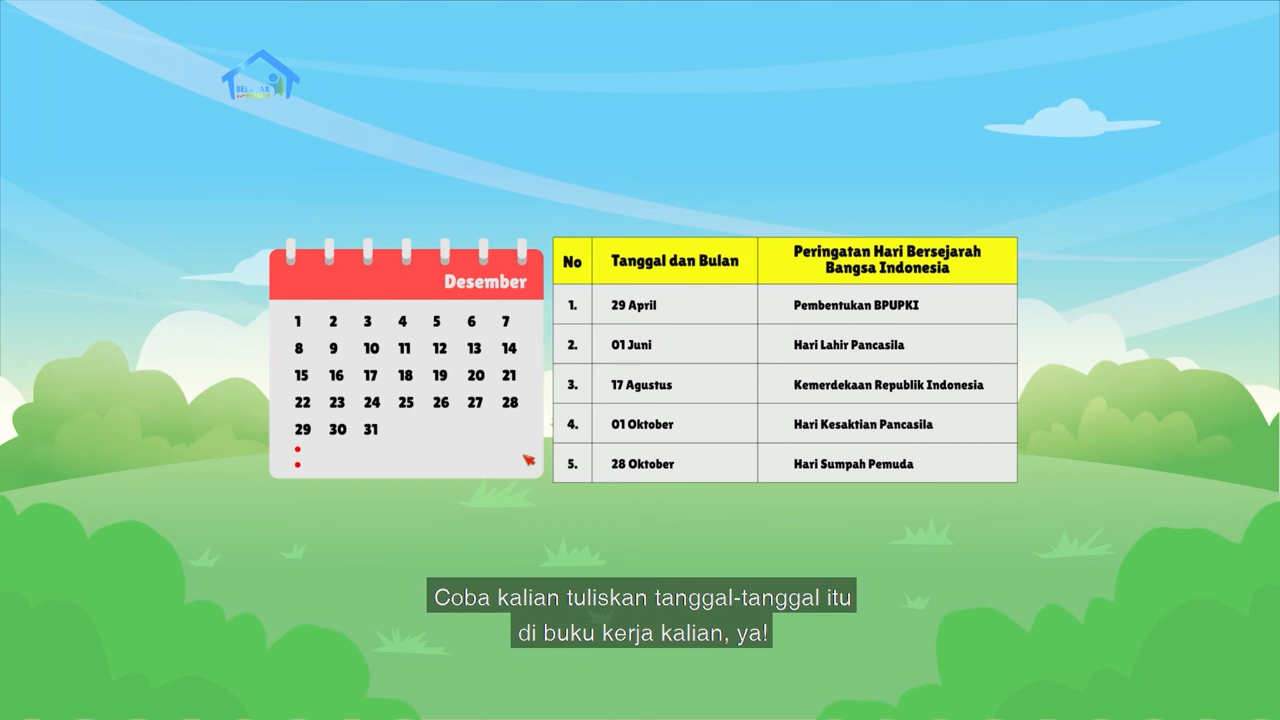 BELAJAR
Desember
1 2 3 4 5 6 7
8 9 10 11 12 13 14
15 16 17 18 19 20 21
22 23 24 25 26 27 28
29 30 31
No Tanggal dan Bulan Peringatan Hari Bersejarah
Bangsa Indonesia
1. 29 April Pembentukan BPUPKI
2. 01 Juni Hari Lahir Pancasila
3. 17 Agustus Kemerdekaan Republik Indonesia
4. 01 Oktober Hari Kesaktian Pancasila
5. 28 Oktober Hari Sumpah Pemuda
Coba kalian tuliskan tanggal-tanggal itu
di buku kerja kalian, ya!